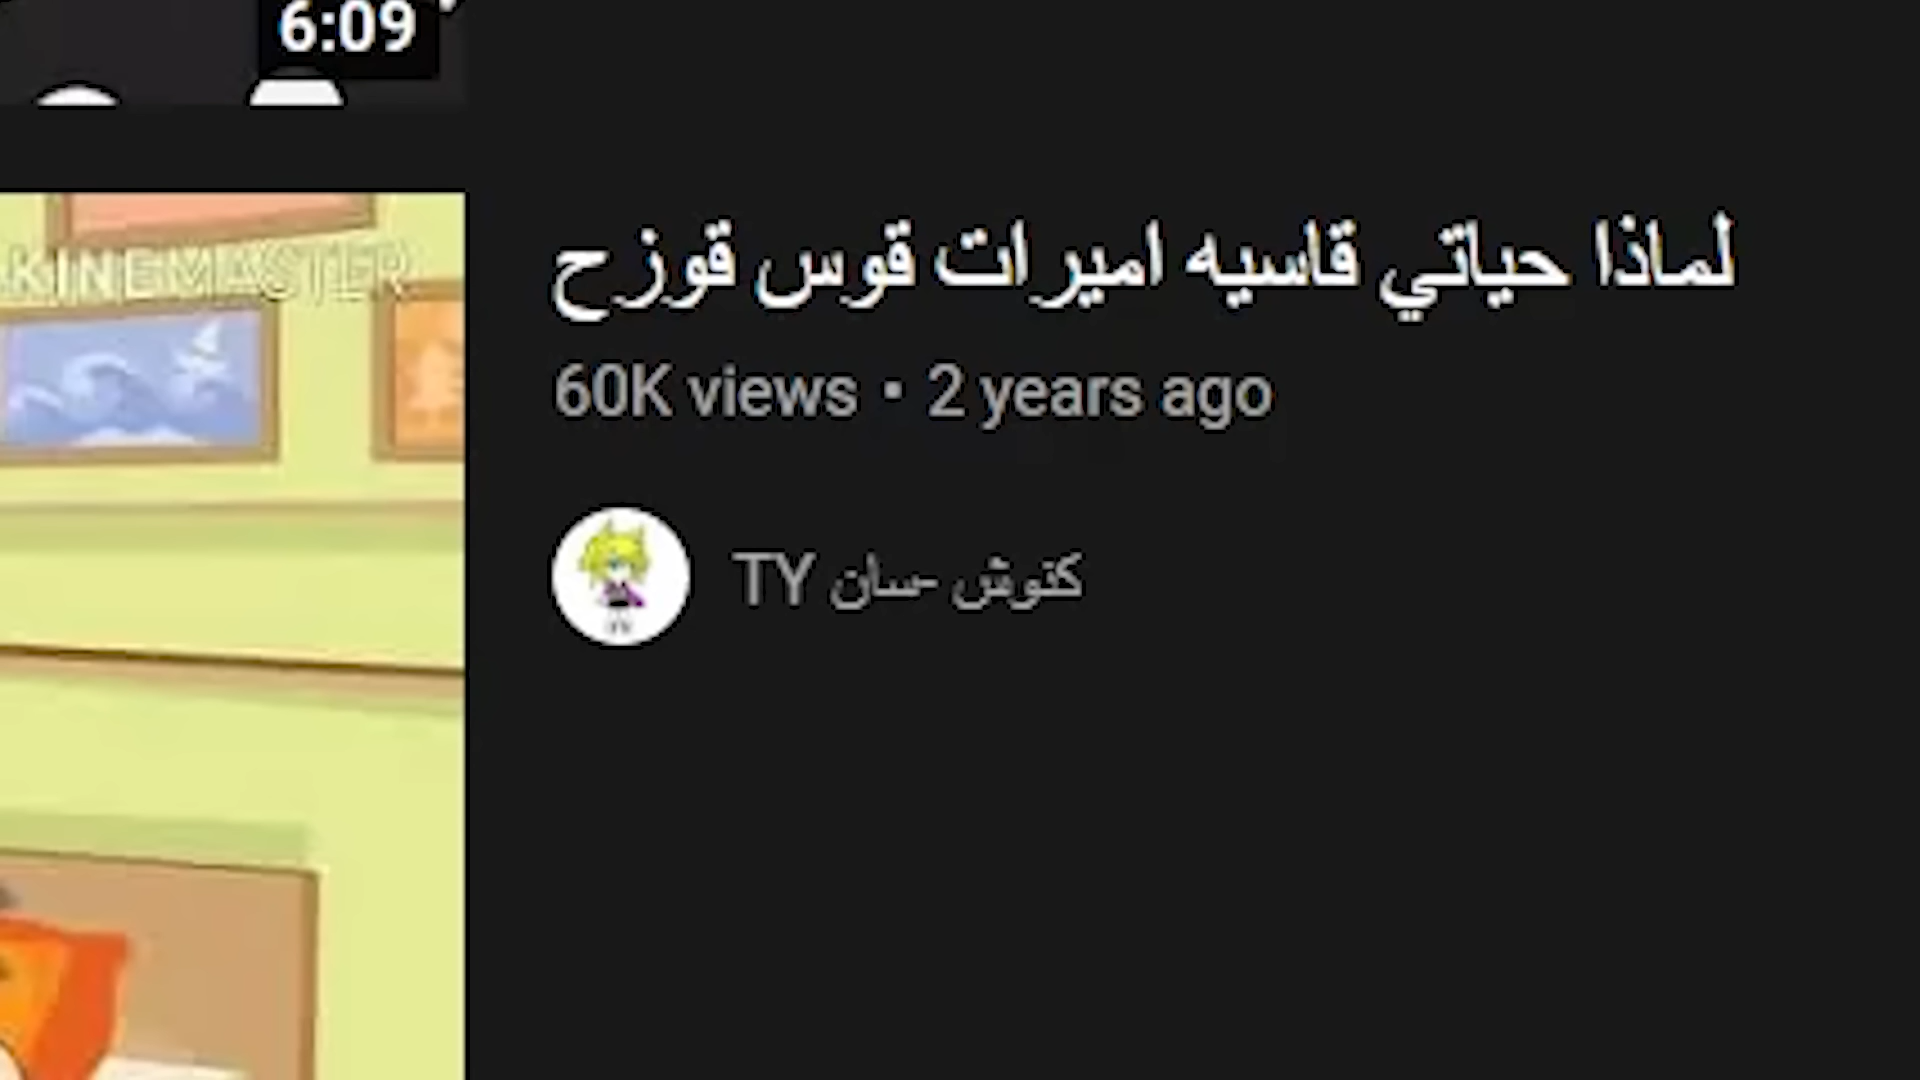 6:09
KINEMASTER
لماذا حياتي قاسيه اميرات قوس قوزح
60K views • 2 years ago
كتوش -سان TY